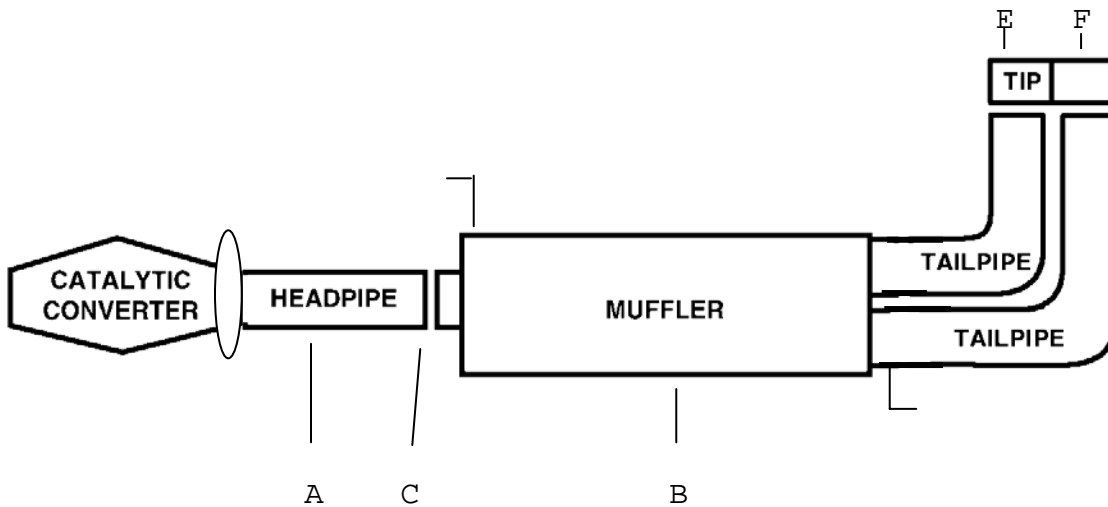 E F
TIP
CATALYTIC
CONVERTER
HEADPIPE
MUFFLER
TAILPIPE
TAILPIPE
A C B